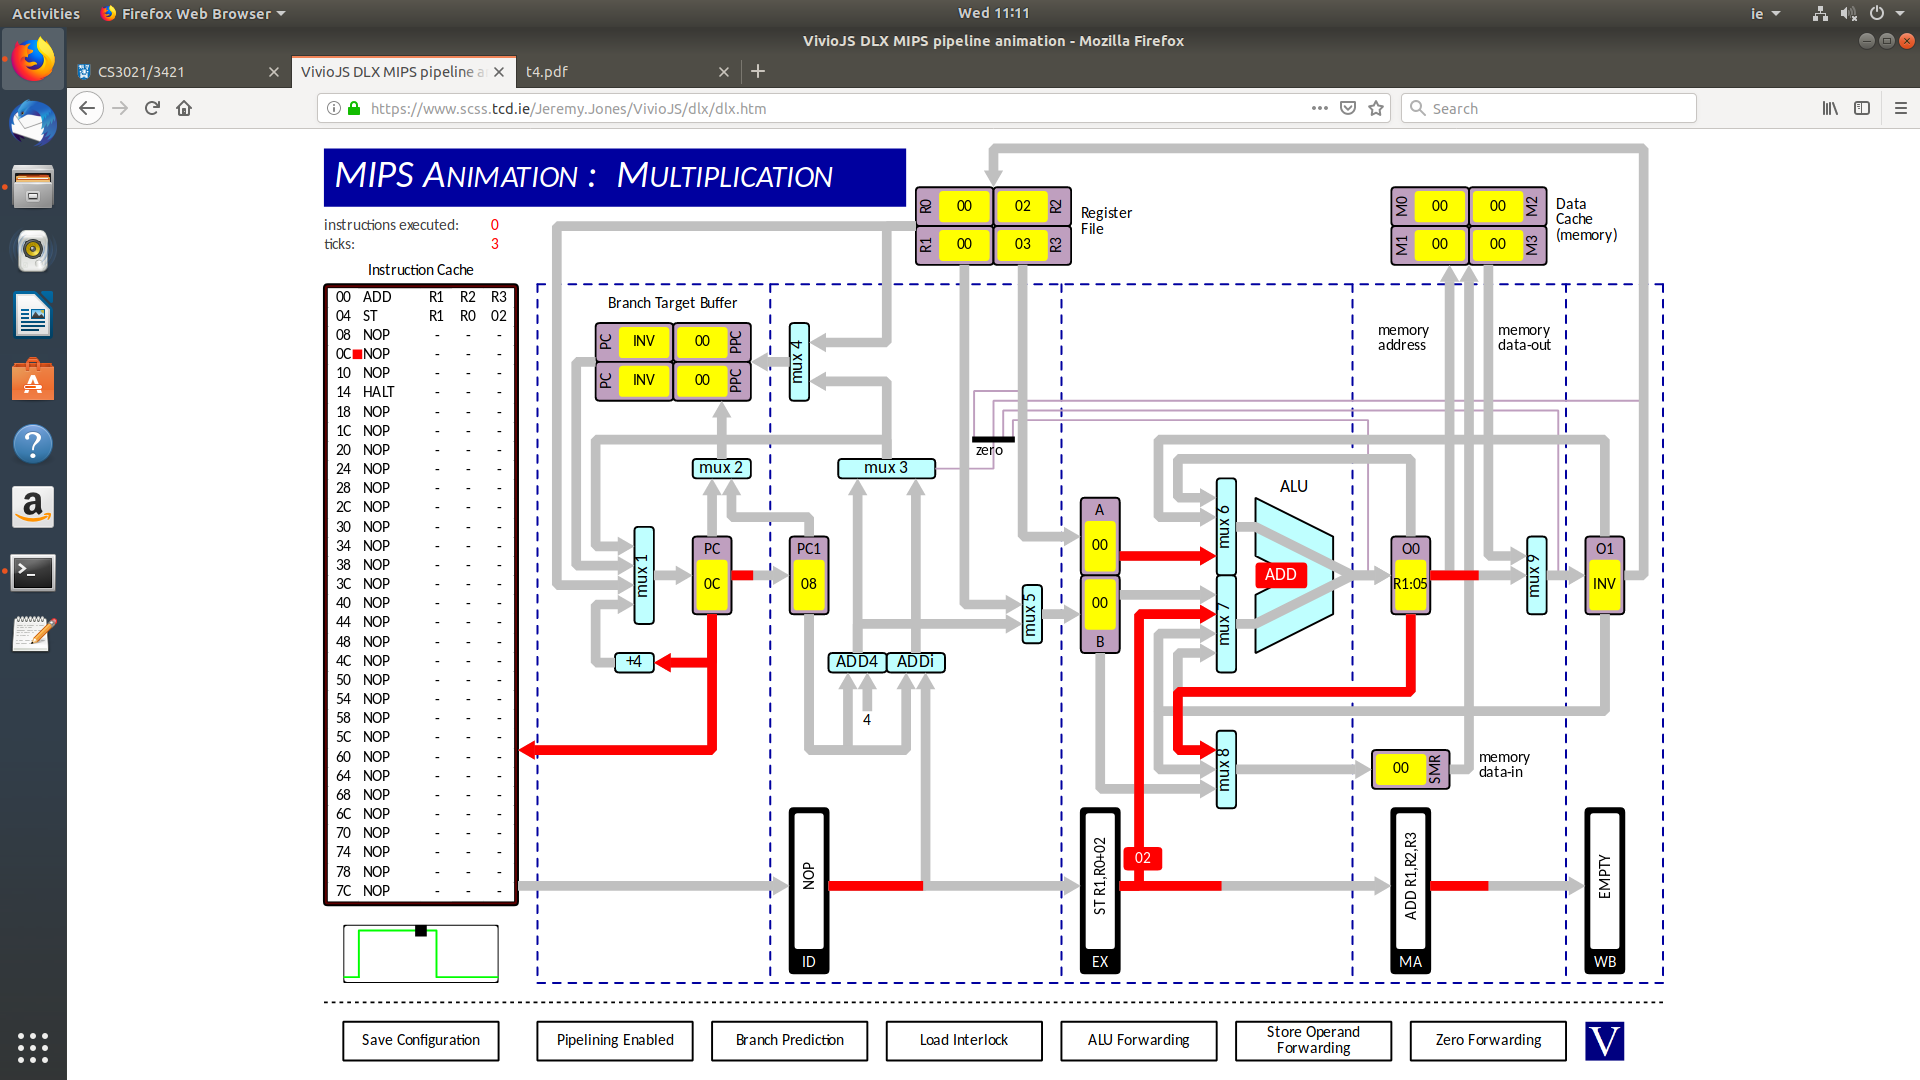 Activities
Firefox Web Browser
Wed 11:11
ie
VivioJS DLX MIPS pipeline animation - Mozilla Firefox
CS3021/3421
VivioJS DLX MIPS pipeline a
t4.pdf
https://www.scss.tcd.ie/Jeremy.Jones/VivioJS/dlx/dlx.htm
Search
MIPS ANIMATION : MULTIPLICATION
instructions executed: 0
ticks: 3
R0 00 02 R2
R1 00 03 R3
Register
File
M0 00 00 M2
M1 00 00 M3
Data
Cache
(memory)
Instruction Cache
00 ADD R1 R2 R3
04 ST R1 R0 02
08 NOP - - -
0C NOP - - -
10 NOP - - -
14 HALT - - -
18 NOP - - -
1C NOP - - -
20 NOP - - -
24 NOP - - -
28 NOP - - -
2C NOP - - -
30 NOP - - -
34 NOP - - -
38 NOP - - -
3C NOP - - -
40 NOP - - -
44 NOP - - -
48 NOP - - -
4C NOP - - -
50 NOP - - -
54 NOP - - -
58 NOP - - -
5C NOP - - -
60 NOP - - -
64 NOP - - -
68 NOP - - -
6C NOP - - -
70 NOP - - -
74 NOP - - -
78 NOP - - -
7C NOP - - -
Branch Target Buffer
PC INV 00 PPC
PC INV 00 PPC
mux 4
memory
address
memory
data-out
zero
mux 2
mux 3
mux 1
PC
0C
PC1
08
+4
ADD4
ADDi
4
mux 5
A
00
00
B
mux 6
mux 7
ALU
ADD
mux 8
O0
R1:05
mux 9
O1
INV
00 SMR
memory
data-in
02
NOP
ID
ST R1,R0+02
EX
ADD R1,R2,R3
MA
EMPTY
WB
Save Configuration
Pipelining Enabled
Branch Prediction
Load Interlock
ALU Forwarding
Store Operand
Forwarding
Zero Forwarding
V